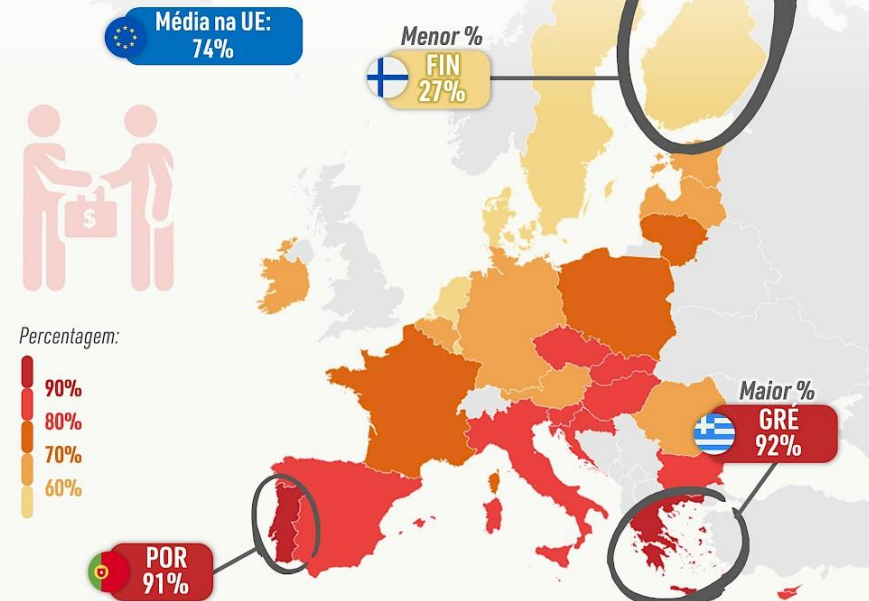 Média na UE:
74%
Menor %
FIN
27%
$
Percentagem:
90%
80%
70%
60%
Maior %
GRÉ
92%
POR
91%